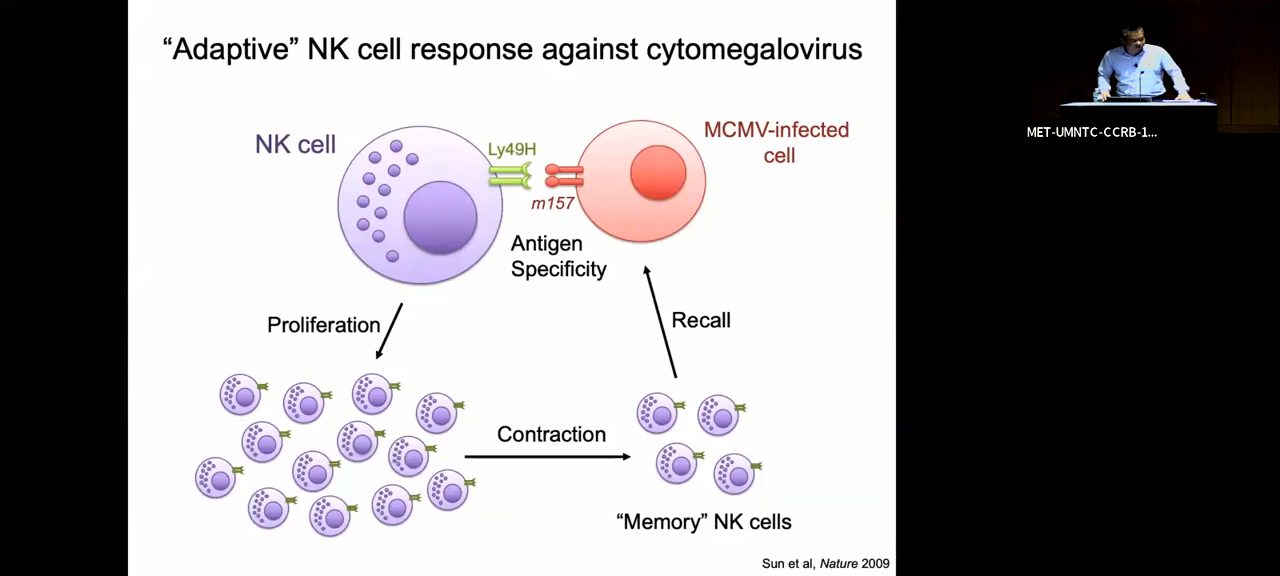 “Adaptive” NK cell response against cytomegalovirus
NK cell
Ly49H
MCMV-infected
cell
m157
Antigen
Specificity
Proliferation
Recall
Contraction
“Memory” NK cells
Sun et al, Nature 2009
MET-UMNTC-CCRB-1...